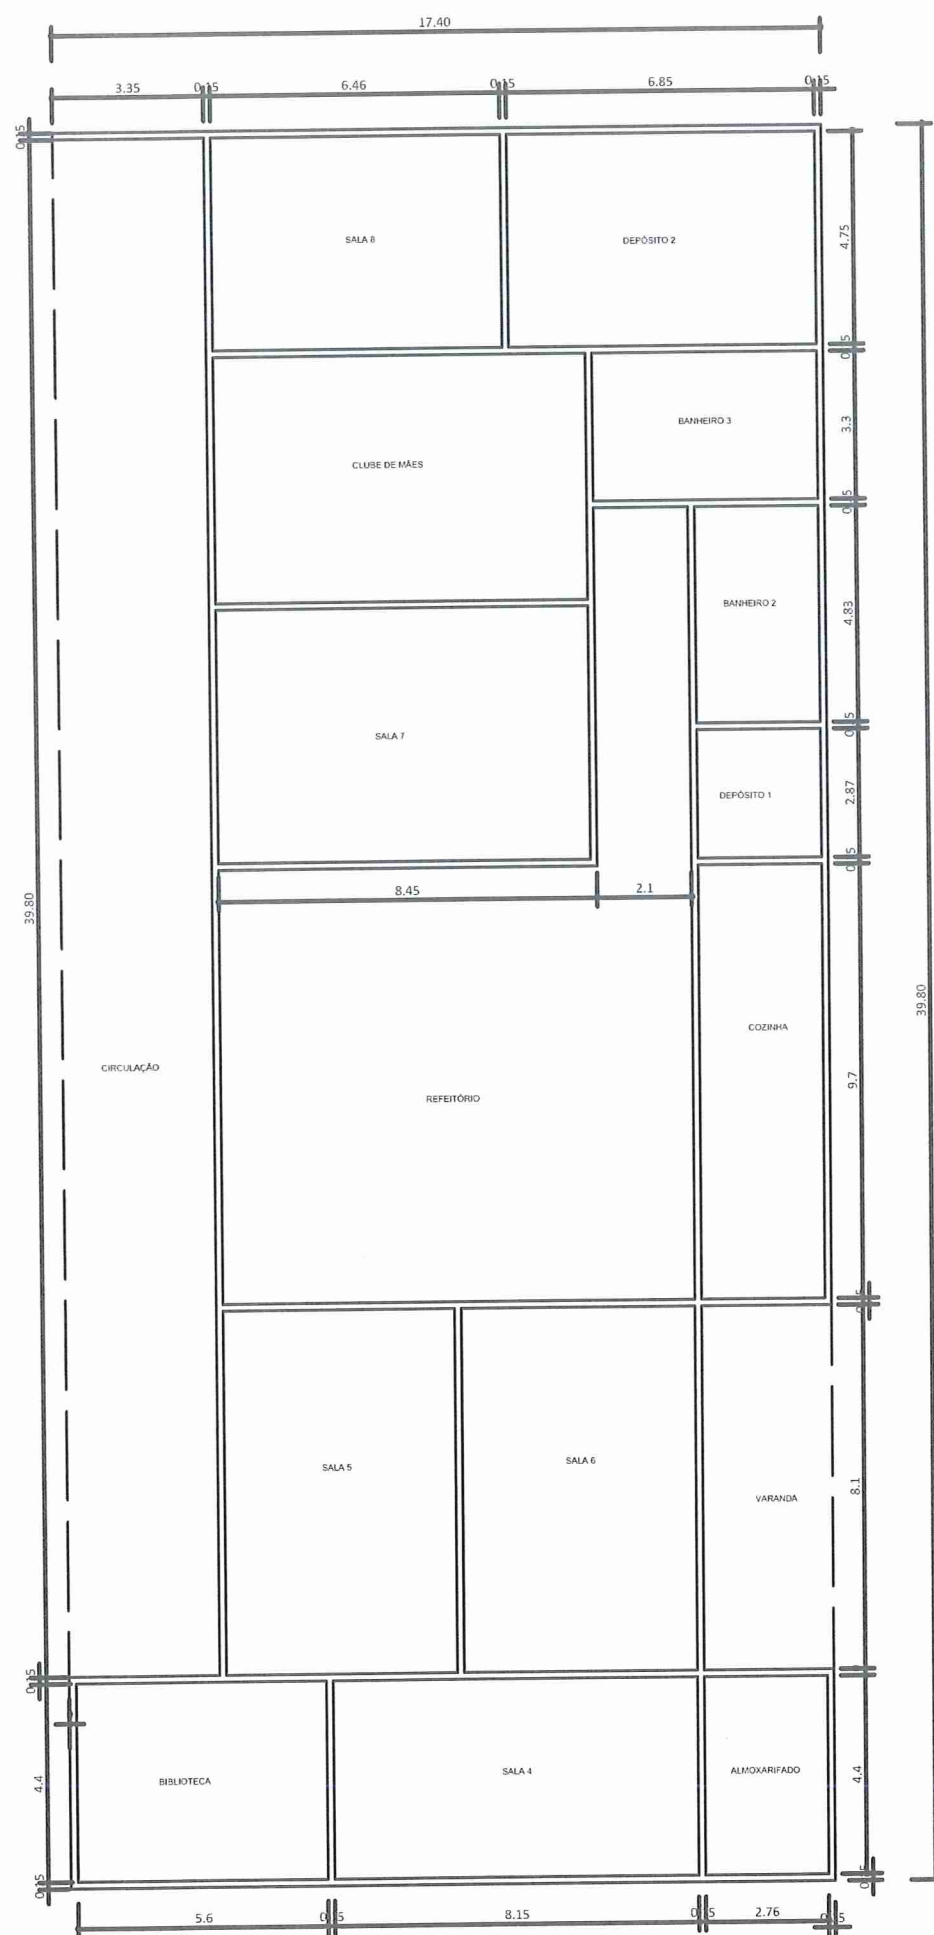 17.40
3.35 0.15 6.46 0.15 6.85 0.15
0.15
SALA 8
DEPÓSITO 2
4.75
0.15
BANHEIRO 3
3.3
CLUBE DE MÃES
0.15
BANHEIRO 2
4.83
SALA 7
0.15
DEPÓSITO 1
2.87
0.15
8.45 2.1
39.80
39.80
COZINHA
CIRCULAÇÃO
9.7
REFEITÓRIO
0.15
SALA 5
SALA 6
VARANDA
8.1
0.15
BIBLIOTECA
SALA 4
ALMOXARIFADO
4.4
4.4
0.15
0.15
5.6 0.15 8.15 0.15 2.76 0.15